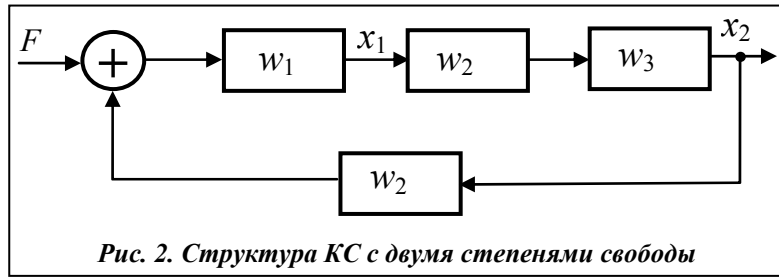 F
+
w₁
x₁
w₂
w₃
x₂
w₂
Рис. 2. Структура КС с двумя степенями свободы